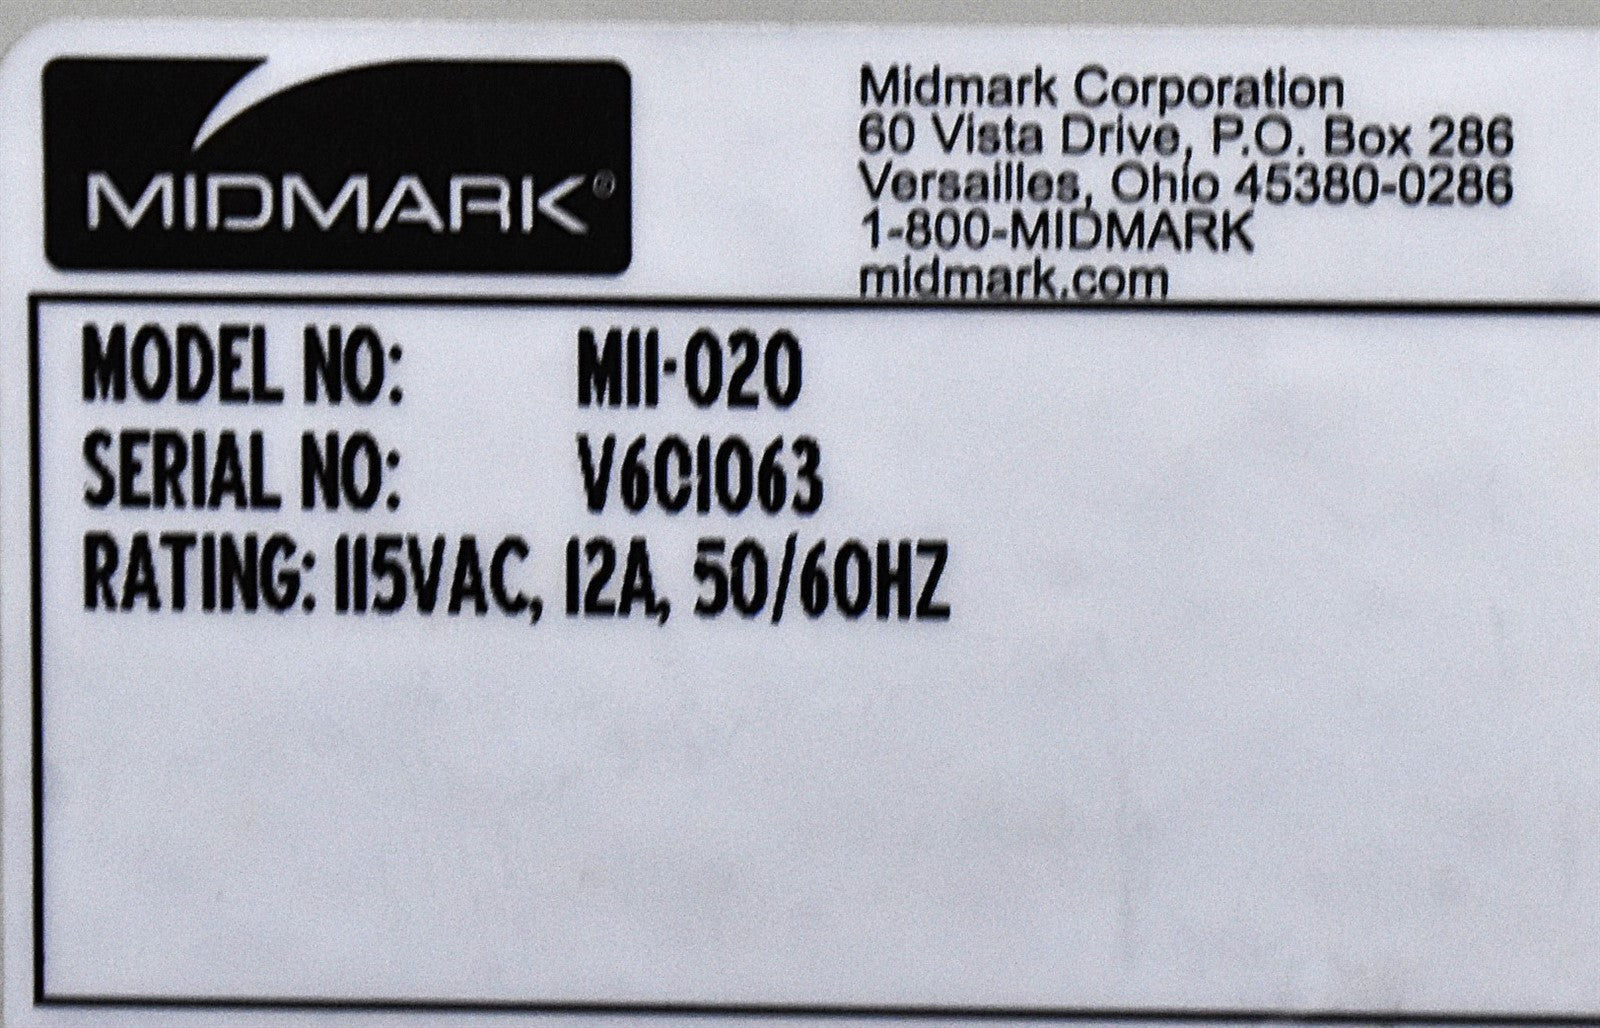 MIDMARK®
Midmark Corporation
60 Vista Drive, P.O. Box 286
Versailles, Ohio 45380-0286
1-800-MIDMARK
midmark.com
MODEL NO: M11-020
SERIAL NO: V6C1063
RATING: 115VAC, 12A, 50/60HZ